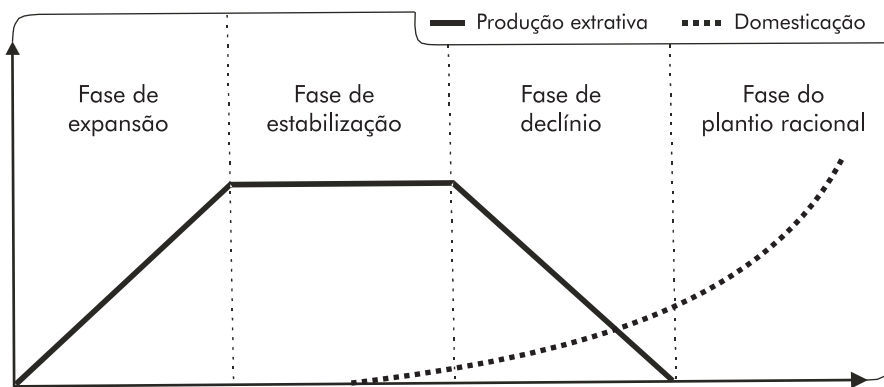 Produção extrativa
Domesticação
Fase de
expansão
Fase de
estabilização
Fase de
declínio
Fase do
plantio racional